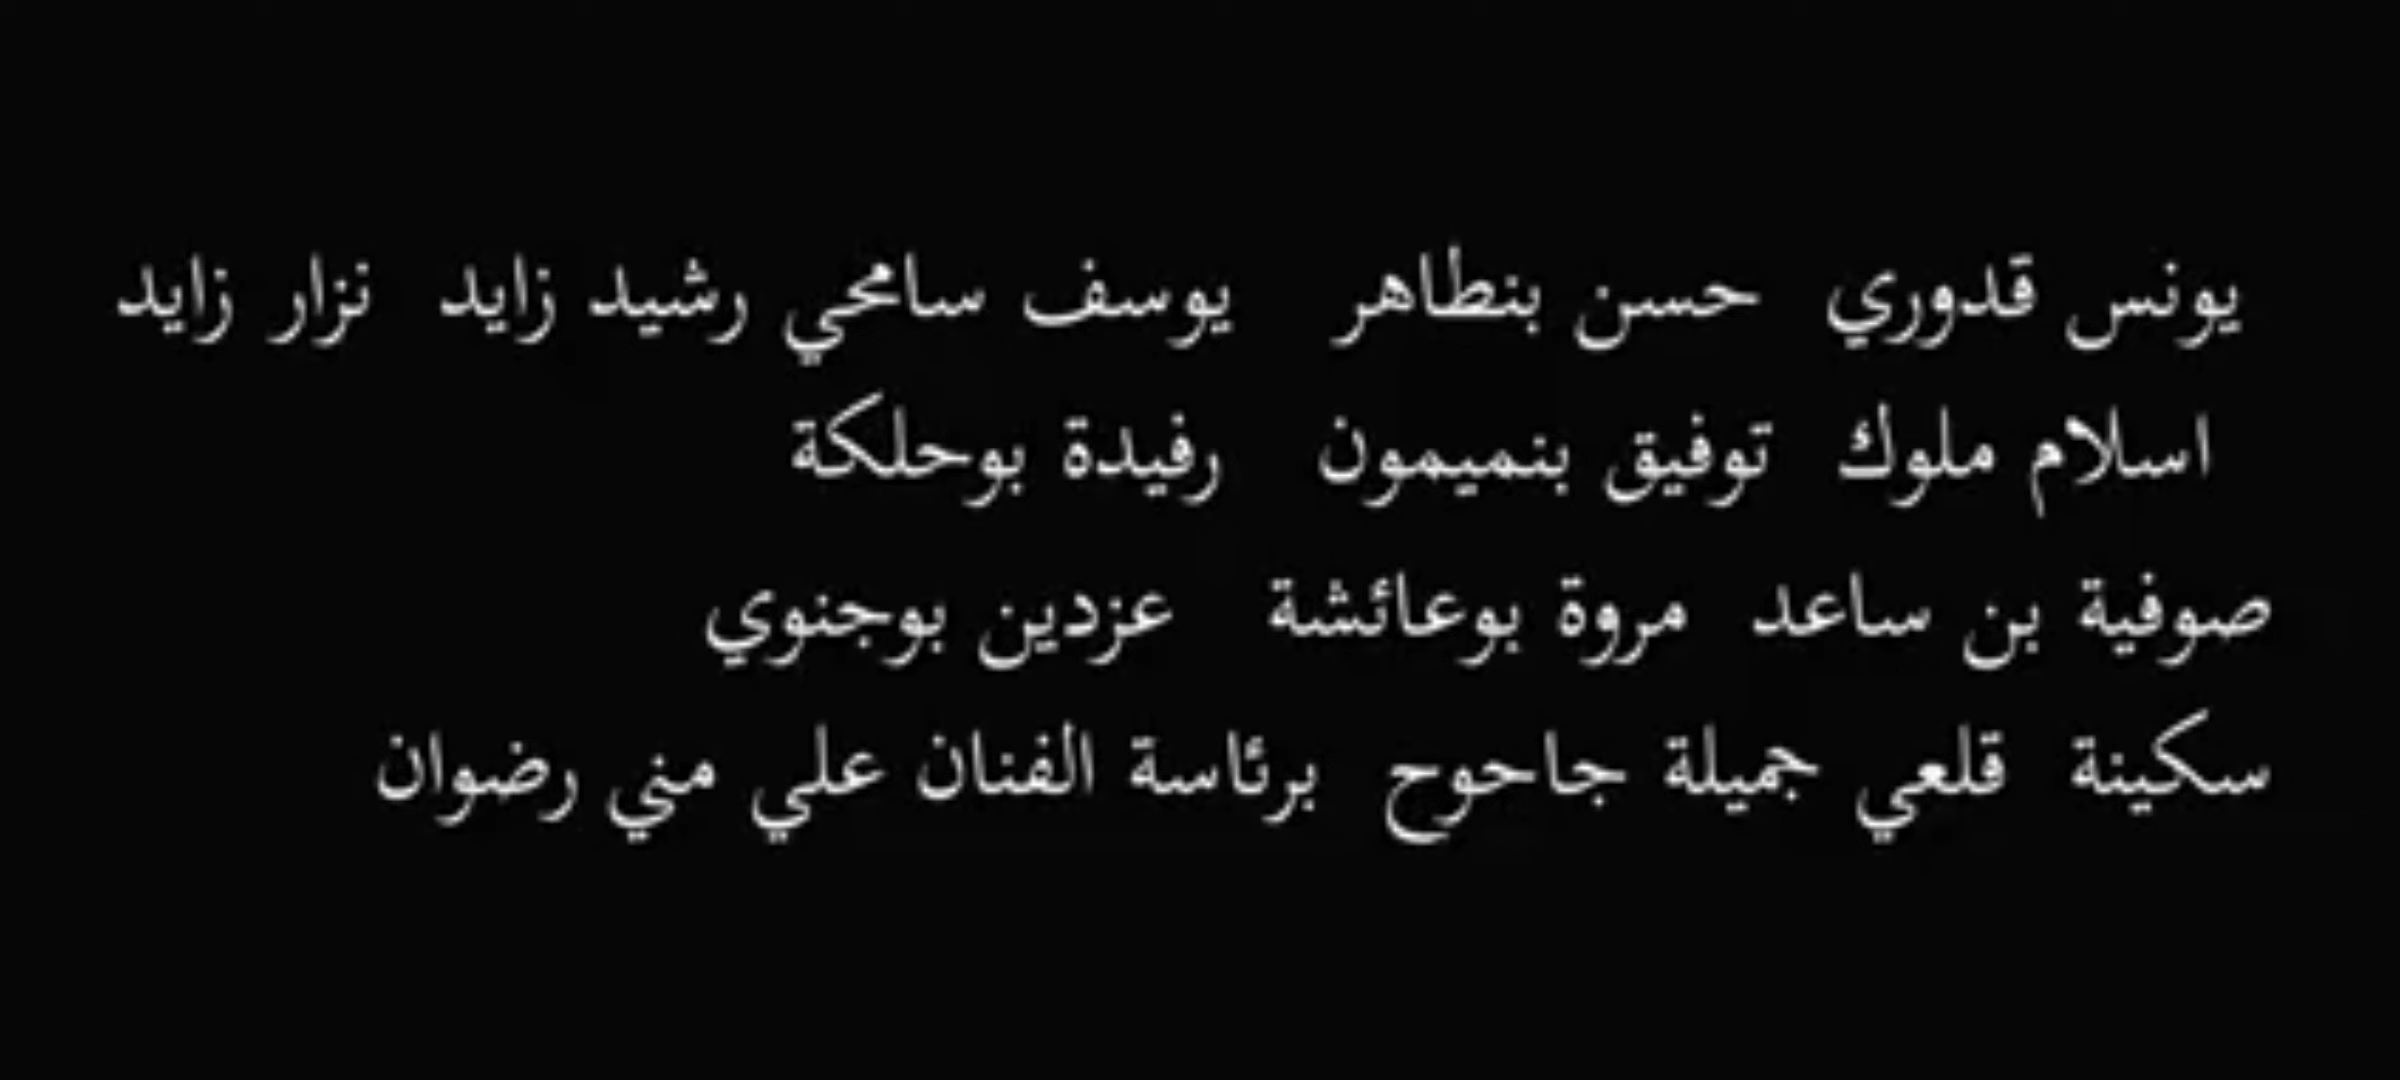 يونس قدوري حسن بنطاهر يوسف سامحي رشيد زايد نزار زايد
اسلام ملوك توفيق بنميمون رفيدة بوحلكة
صوفية بن ساعد مروة بوعائشة عزدين بوجنوي
سكينة قلعي جميلة جاحوح برئاسة الفنان علي مني رضوان